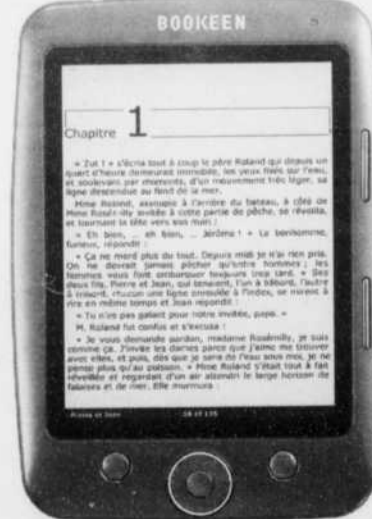 BOOKEEN
Chapitre 1
« Zut ! » s'écria tout à coup le père Roland qui depuis un
quart d'heure demeurait immobile, les yeux fixés sur l'eau,
et soulevant par moments, d'un mouvement très léger, sa
ligne descendue au fond de la mer.
Mme Roland, assoupie à l'arrière du bateau, à côté de
Mme Rosémilly invitée à cette partie de pêche, se réveilla,
et tournant la tête vers son mari :
« Eh bien, ... eh bien, ... Jérôme ! » Le bonhomme,
furieux, répondit :
« Ça ne mord plus du tout. Depuis midi je n'ai rien pris.
On ne devrait jamais pêcher qu'entre hommes ; les
femmes vous font embarquer toujours trop tard. » Ses
deux fils, Pierre et Jean, qui tenaient, l'un à bâbord, l'autre
à tribord, chacun une ligne enroulée à l'index, se mirent à
rire en même temps et Jean répondit :
« Tu n'es pas galant pour notre invitée, papa. »
M. Roland fut confus et s'excusa :
« Je vous demande pardon, madame Rosémilly, je suis
comme ça. J'invite les dames parce que j'aime me trouver
avec elles, et puis, dès que je sens de l'eau sous moi, je ne
pense plus qu'au poisson. » Mme Roland s'était tout à fait
réveillée et regardait d'un air attendri le large horizon de
falaises et de mer. Elle murmura
Pierre et Jean